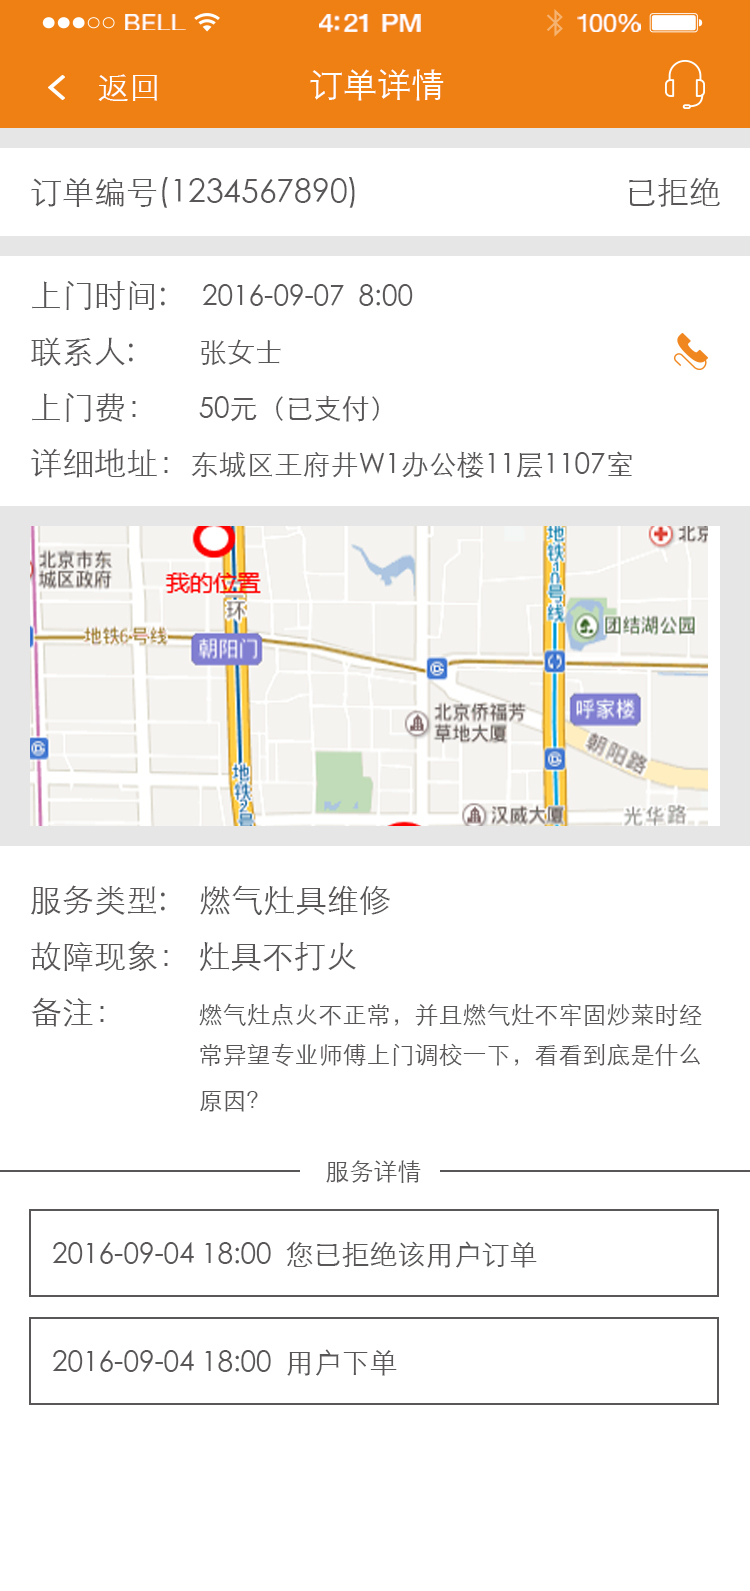 BELL 4:21 PM 100%
返回 订单详情
订单编号(1234567890) 已拒绝
上门时间: 2016-09-07 8:00
联系人: 张女士
上门费: 50元（已支付）
详细地址: 东城区王府井W1办公楼11层1107室
北京市东
城区政府
我的位置
环
地铁6号线
朝阳门
地铁2号
地铁10号线
北京
团结湖公园
呼家楼
北京侨福芳
草地大厦
朝阳路
汉威大厦
光华路
服务类型: 燃气灶具维修
故障现象: 灶具不打火
备注: 燃气灶点火不正常，并且燃气灶不牢固炒菜时经
常异望专业师傅上门调校一下，看看到底是什么
原因?
服务详情
2016-09-04 18:00 您已拒绝该用户订单
2016-09-04 18:00 用户下单